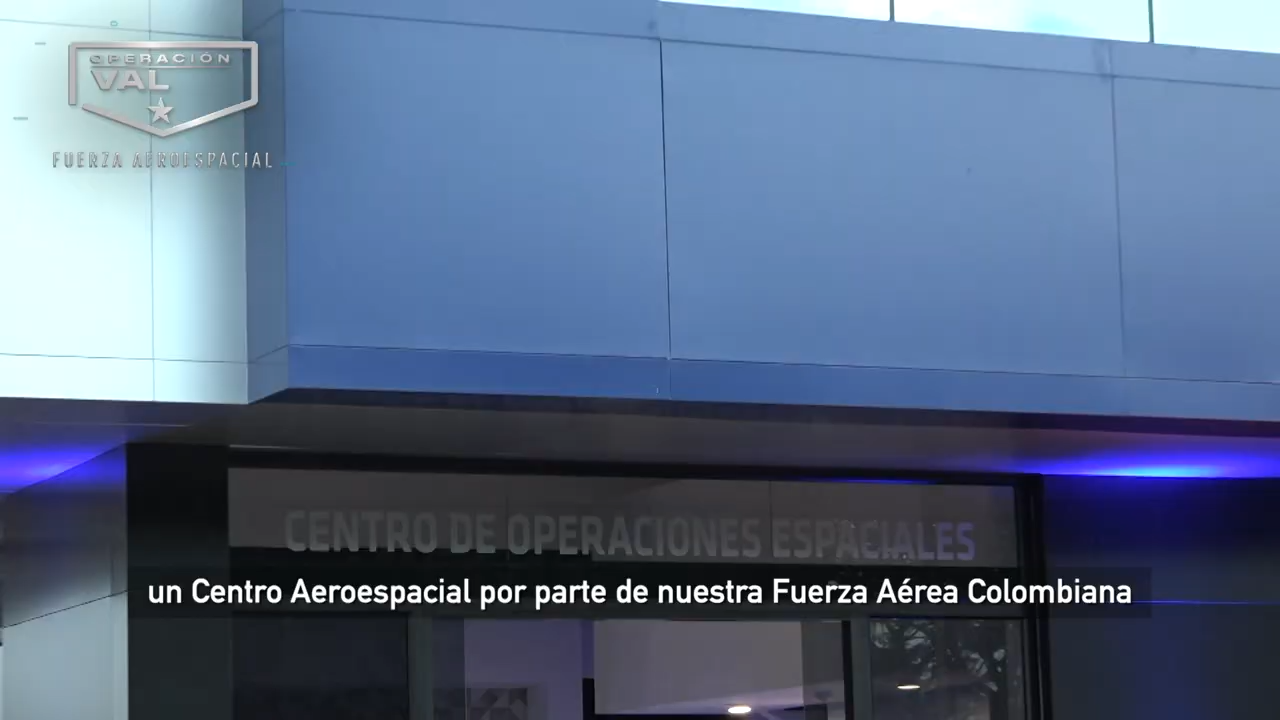 OPERACIÓN
VAL
FUERZA AEROESPACIAL
CENTRO DE OPERACIONES ESPACIALES
un Centro Aeroespacial por parte de nuestra Fuerza Aérea Colombiana